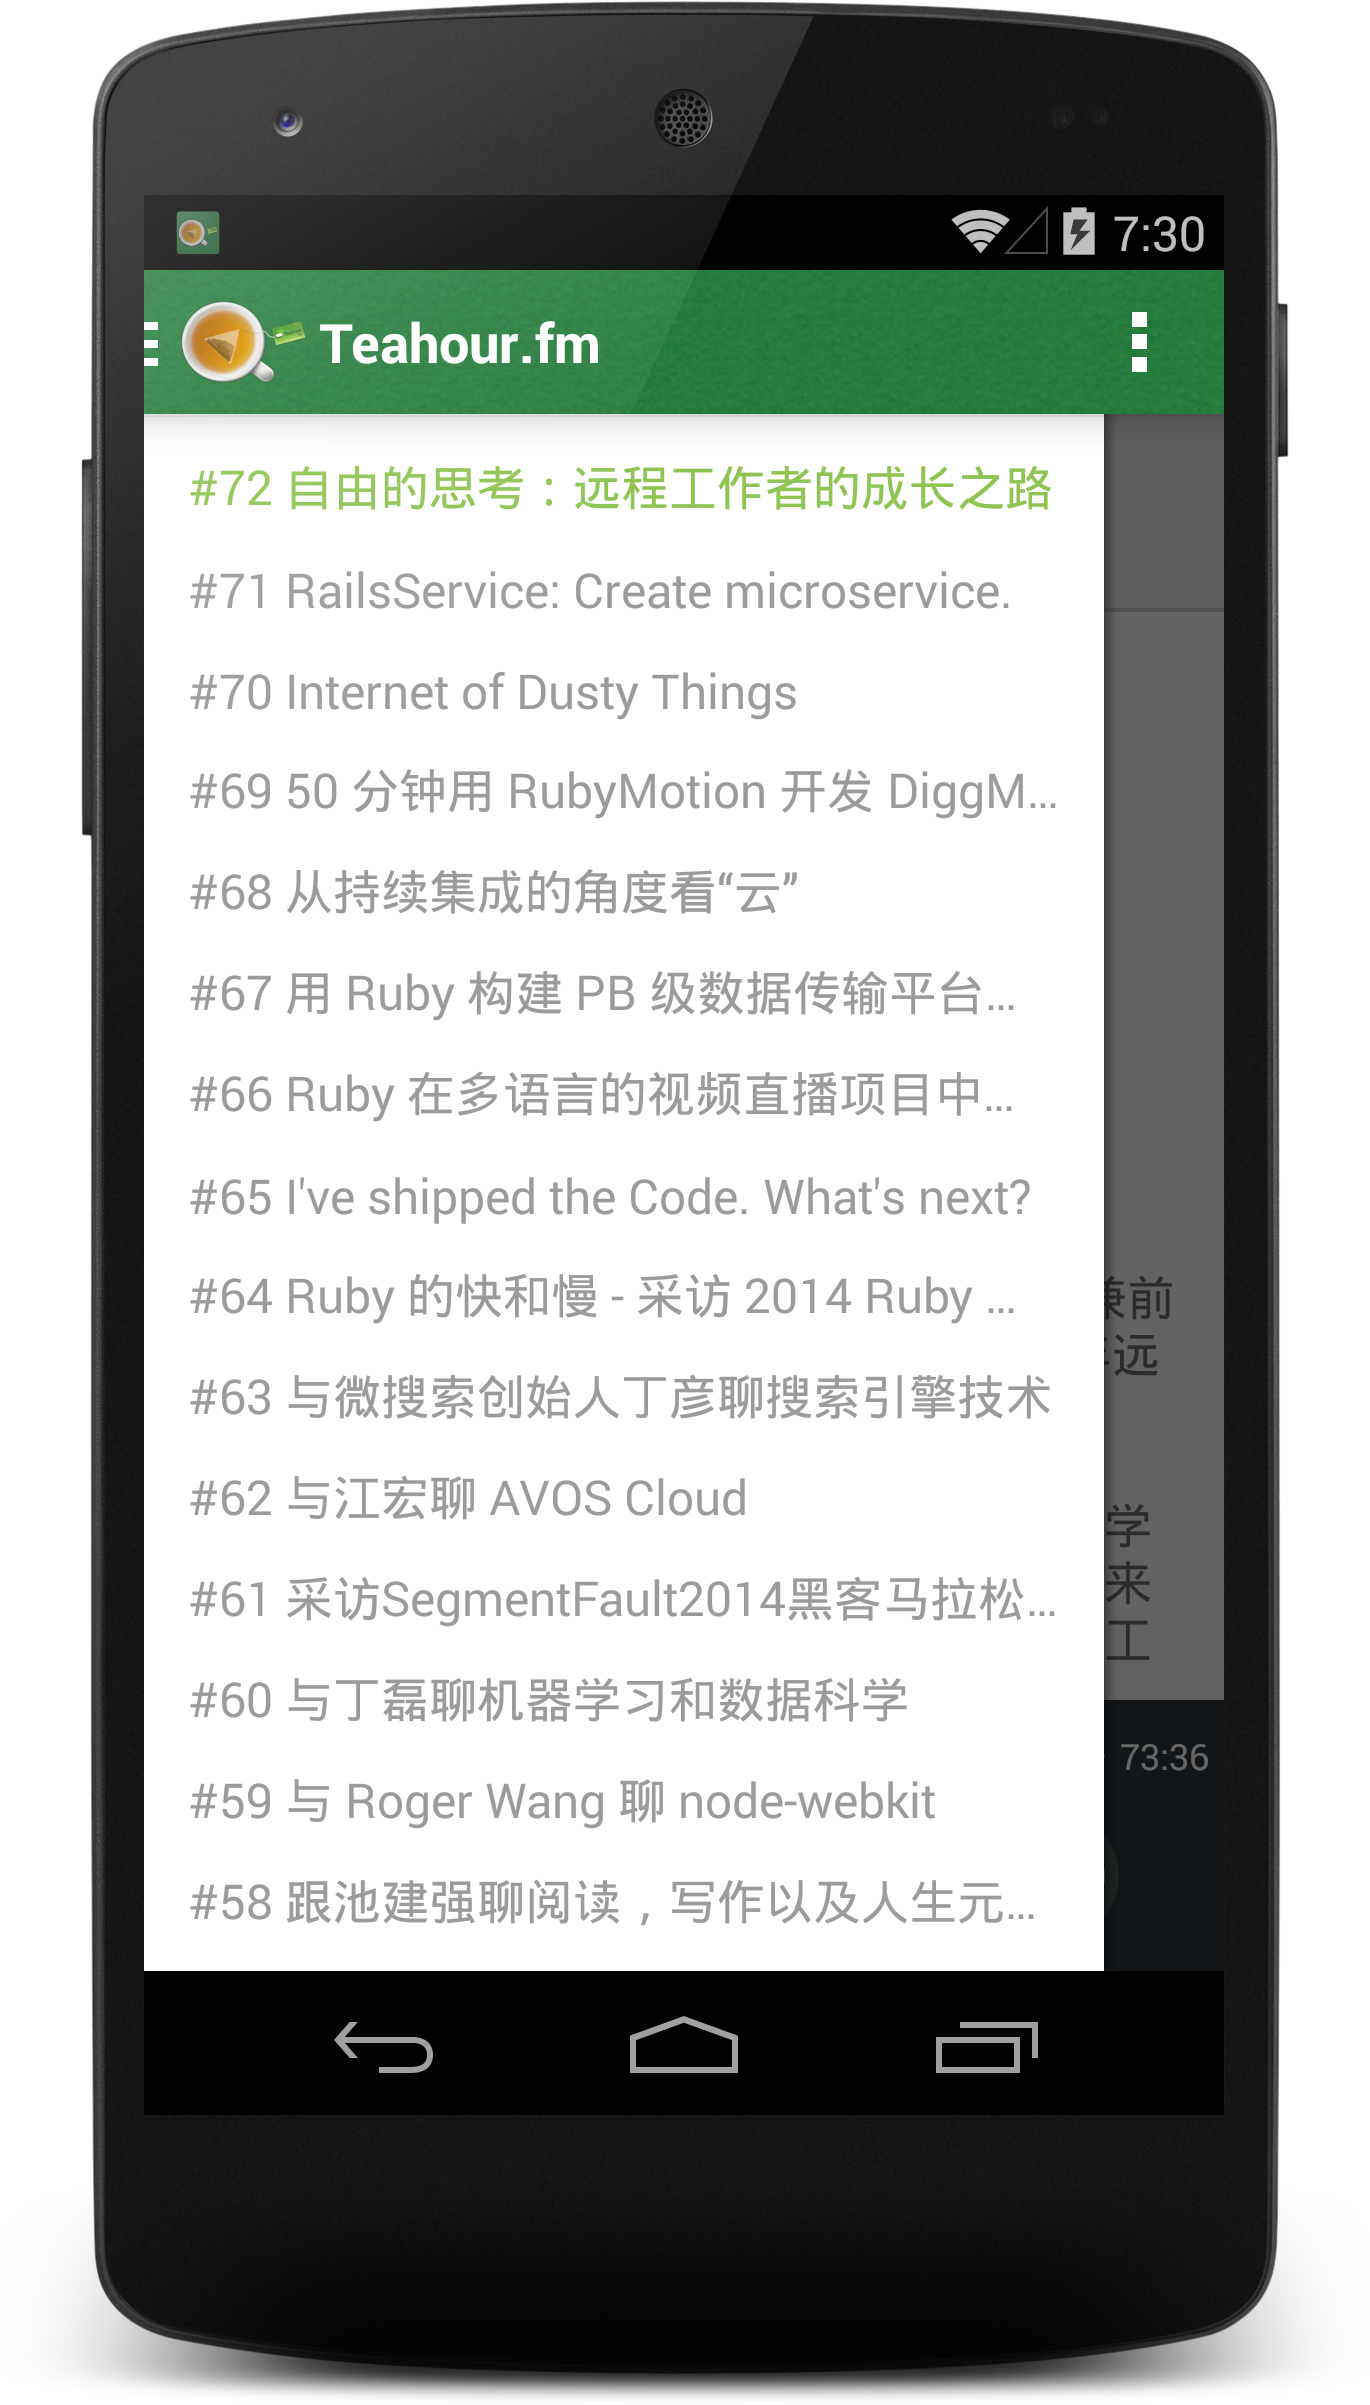 7:30
Teahour.fm
#72 自由的思考：远程工作者的成长之路
#71 RailsService: Create microservice.
#70 Internet of Dusty Things
#69 50 分钟用 RubyMotion 开发 DiggM...
#68 从持续集成的角度看“云”
#67 用 Ruby 构建 PB 级数据传输平台...
#66 Ruby 在多语言的视频直播项目中...
#65 I've shipped the Code. What's next?
#64 Ruby 的快和慢 - 采访 2014 Ruby ...
兼前
远
#63 与微搜索创始人丁彦聊搜索引擎技术
#62 与江宏聊 AVOS Cloud
学
来
工
#61 采访SegmentFault2014黑客马拉松...
#60 与丁磊聊机器学习和数据科学
73:36
#59 与 Roger Wang 聊 node-webkit
#58 跟池建强聊阅读，写作以及人生元...